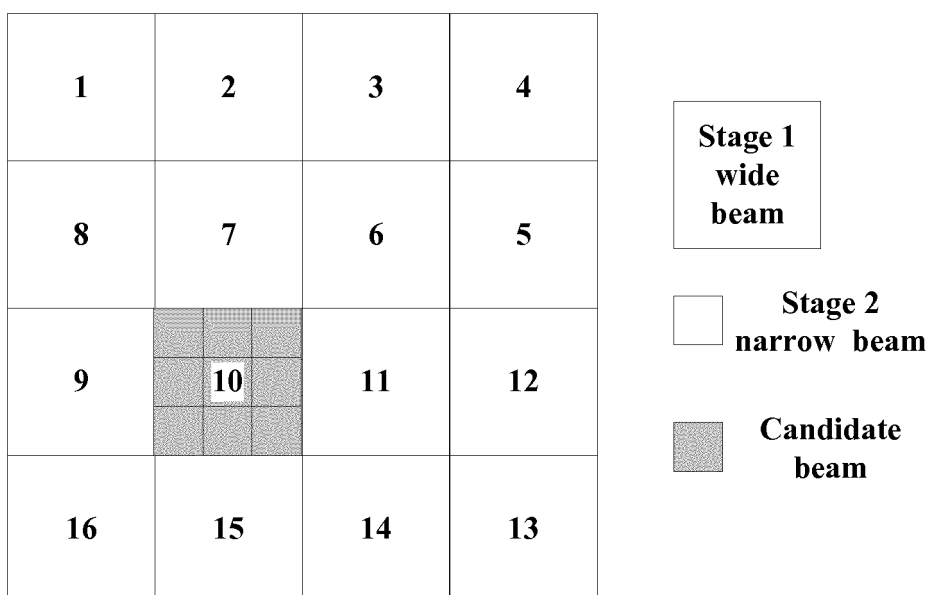 1 2 3 4
8 7 6 5
9 10 11 12
16 15 14 13
Stage 1
wide
beam
Stage 2
narrow beam
Candidate
beam